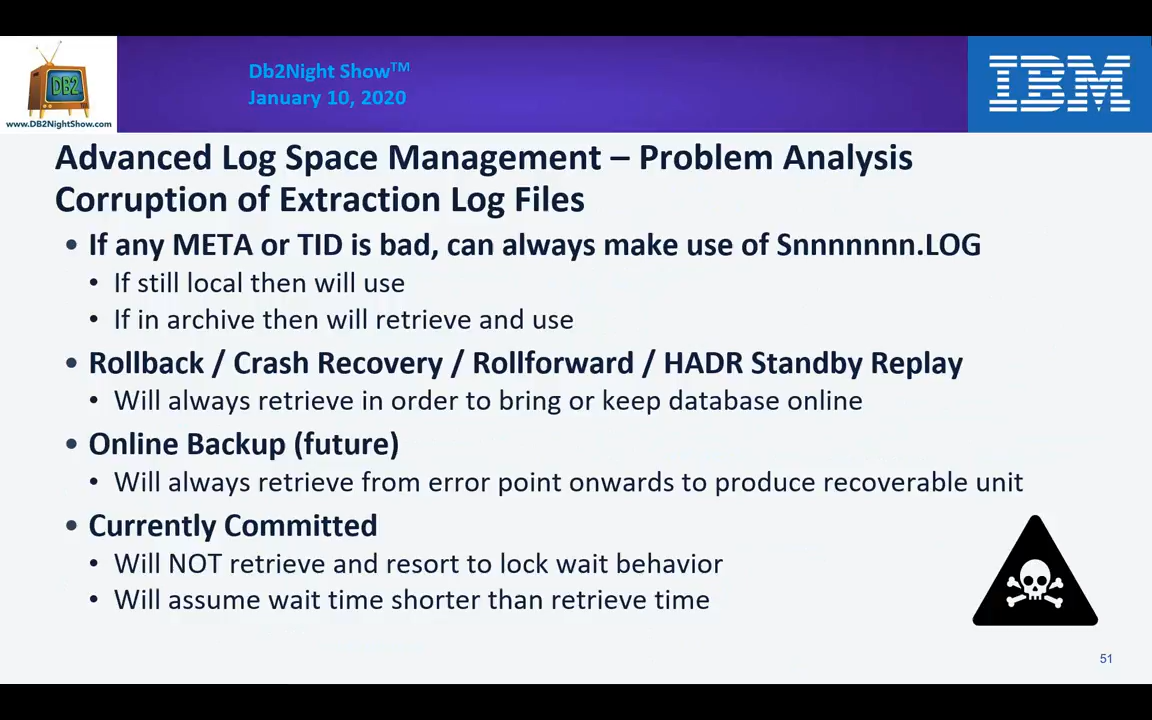 DB2
www.DB2NightShow.com
Db2Night Show™
January 10, 2020
IBM
Advanced Log Space Management – Problem Analysis
Corruption of Extraction Log Files
• If any META or TID is bad, can always make use of Snnnnnnn.LOG
• If still local then will use
• If in archive then will retrieve and use
• Rollback / Crash Recovery / Rollforward / HADR Standby Replay
• Will always retrieve in order to bring or keep database online
• Online Backup (future)
• Will always retrieve from error point onwards to produce recoverable unit
• Currently Committed
• Will NOT retrieve and resort to lock wait behavior
• Will assume wait time shorter than retrieve time
51